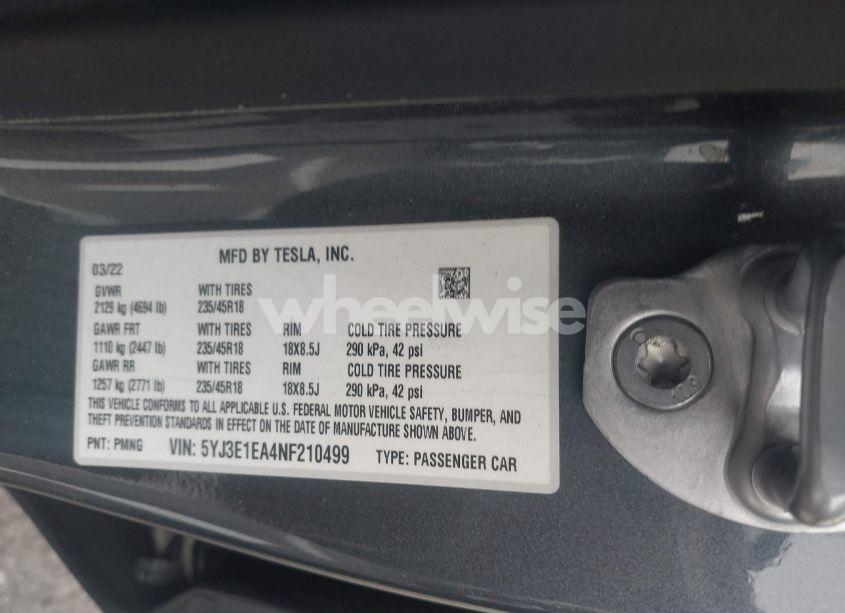 MFD BY TESLA, INC.
03/22
GVWR WITH TIRES
2129 kg (4694 lb) 235/45R18
GAWR FRT WITH TIRES RIM COLD TIRE PRESSURE
1110 kg (2447 lb) 235/45R18 18X8.5J 290 kPa, 42 psi
GAWR RR WITH TIRES RIM COLD TIRE PRESSURE
1257 kg (2771 lb) 235/45R18 18X8.5J 290 kPa, 42 psi
THIS VEHICLE CONFORMS TO ALL APPLICABLE U.S. FEDERAL MOTOR VEHICLE SAFETY, BUMPER, AND
THEFT PREVENTION STANDARDS IN EFFECT ON THE DATE OF MANUFACTURE SHOWN ABOVE.
PNT: PMNG VIN: 5YJ3E1EA4NF210499 TYPE: PASSENGER CAR
wheelwise